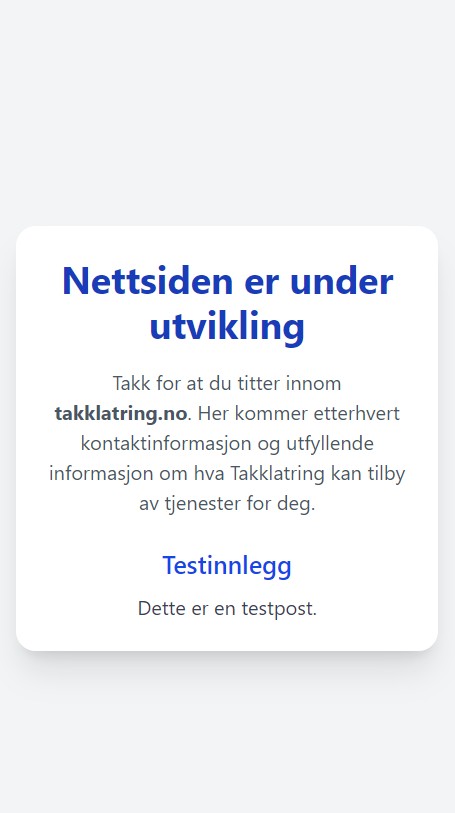 Nettsiden er under
utvikling
Takk for at du titter innom
takklatring.no. Her kommer etterhvert
kontaktinformasjon og utfyllende
informasjon om hva Takklatring kan tilby
av tjenester for deg.
Testinnlegg
Dette er en testpost.